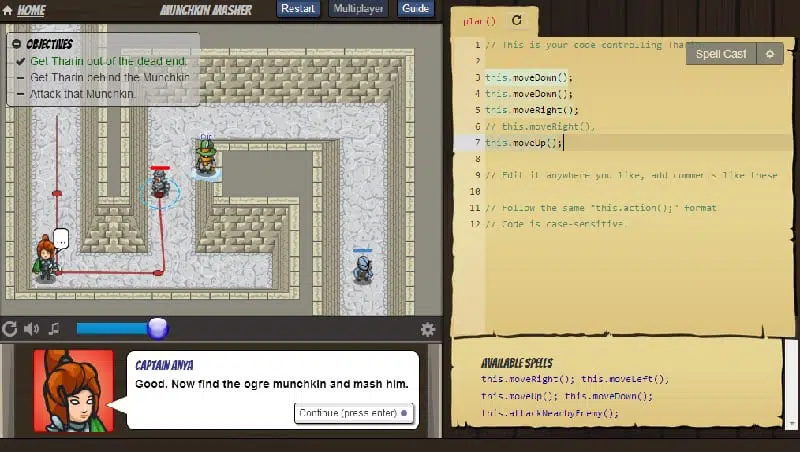 HOME
MUNCHKIN MASHER
Restart
Multiplayer
Guide
OBJECTIVES
Get Tharin out of the dead end.
Get Tharin behind the Munchkin
Attack that Munchkin.
...
CAPTAIN ANYA
Good. Now find the ogre munchkin and mash him.
Continue (press enter)
plan()
1 // This is your code controlling
Spell Cast
2
3 this.moveDown();
4 this.moveDown();
5 this.moveRight();
6 // this.moveRight();
7 this.moveUp();
8
9 // Edit it anywhere you like, add comments like these
10
11 // Follow the same "this.action();" format
12 // Code is case-sensitive.
AVAILABLE SPELLS
this.moveRight(); this.moveLeft();
this.moveUp(); this.moveDown();
this.attackNearbyEnemy();